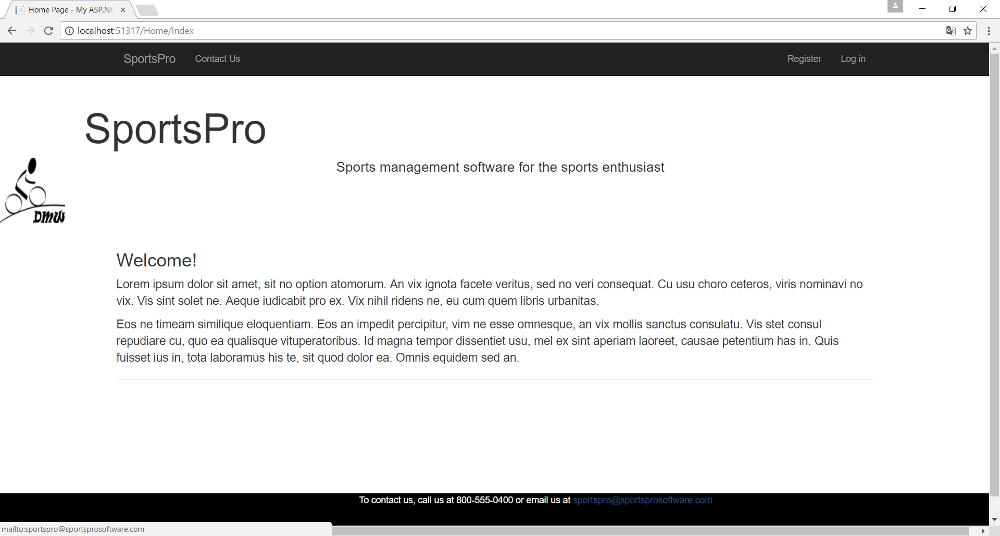 Home Page - My ASP.NE
localhost:51317/Home/Index
SportsPro Contact Us Register Log in
SportsPro
Sports management software for the sports enthusiast
DMW
Welcome!
Lorem ipsum dolor sit amet, sit no option atomorum. An vix ignota facete veritus, sed no veri consequat. Cu usu choro ceteros, viris nominavi no
vix. Vis sint solet ne. Aeque iudicabit pro ex. Vix nihil ridens ne, eu cum quem libris urbanitas.
Eos ne timeam similique eloquentiam. Eos an impedit percipitur, vim ne esse omnesque, an vix mollis sanctus consulatu. Vis stet consul
repudiare cu, quo ea qualisque vituperatoribus. Id magna tempor dissentiet usu, mel ex sint aperiam laoreet, causae petentium has in. Quis
fuisset ius in, tota laboramus his te, sit quod dolor ea. Omnis equidem sed an.
To contact us, call us at 800-555-0400 or email us at sportspro@sportsprosoftware.com
mailto:sportspro@sportsprosoftware.com